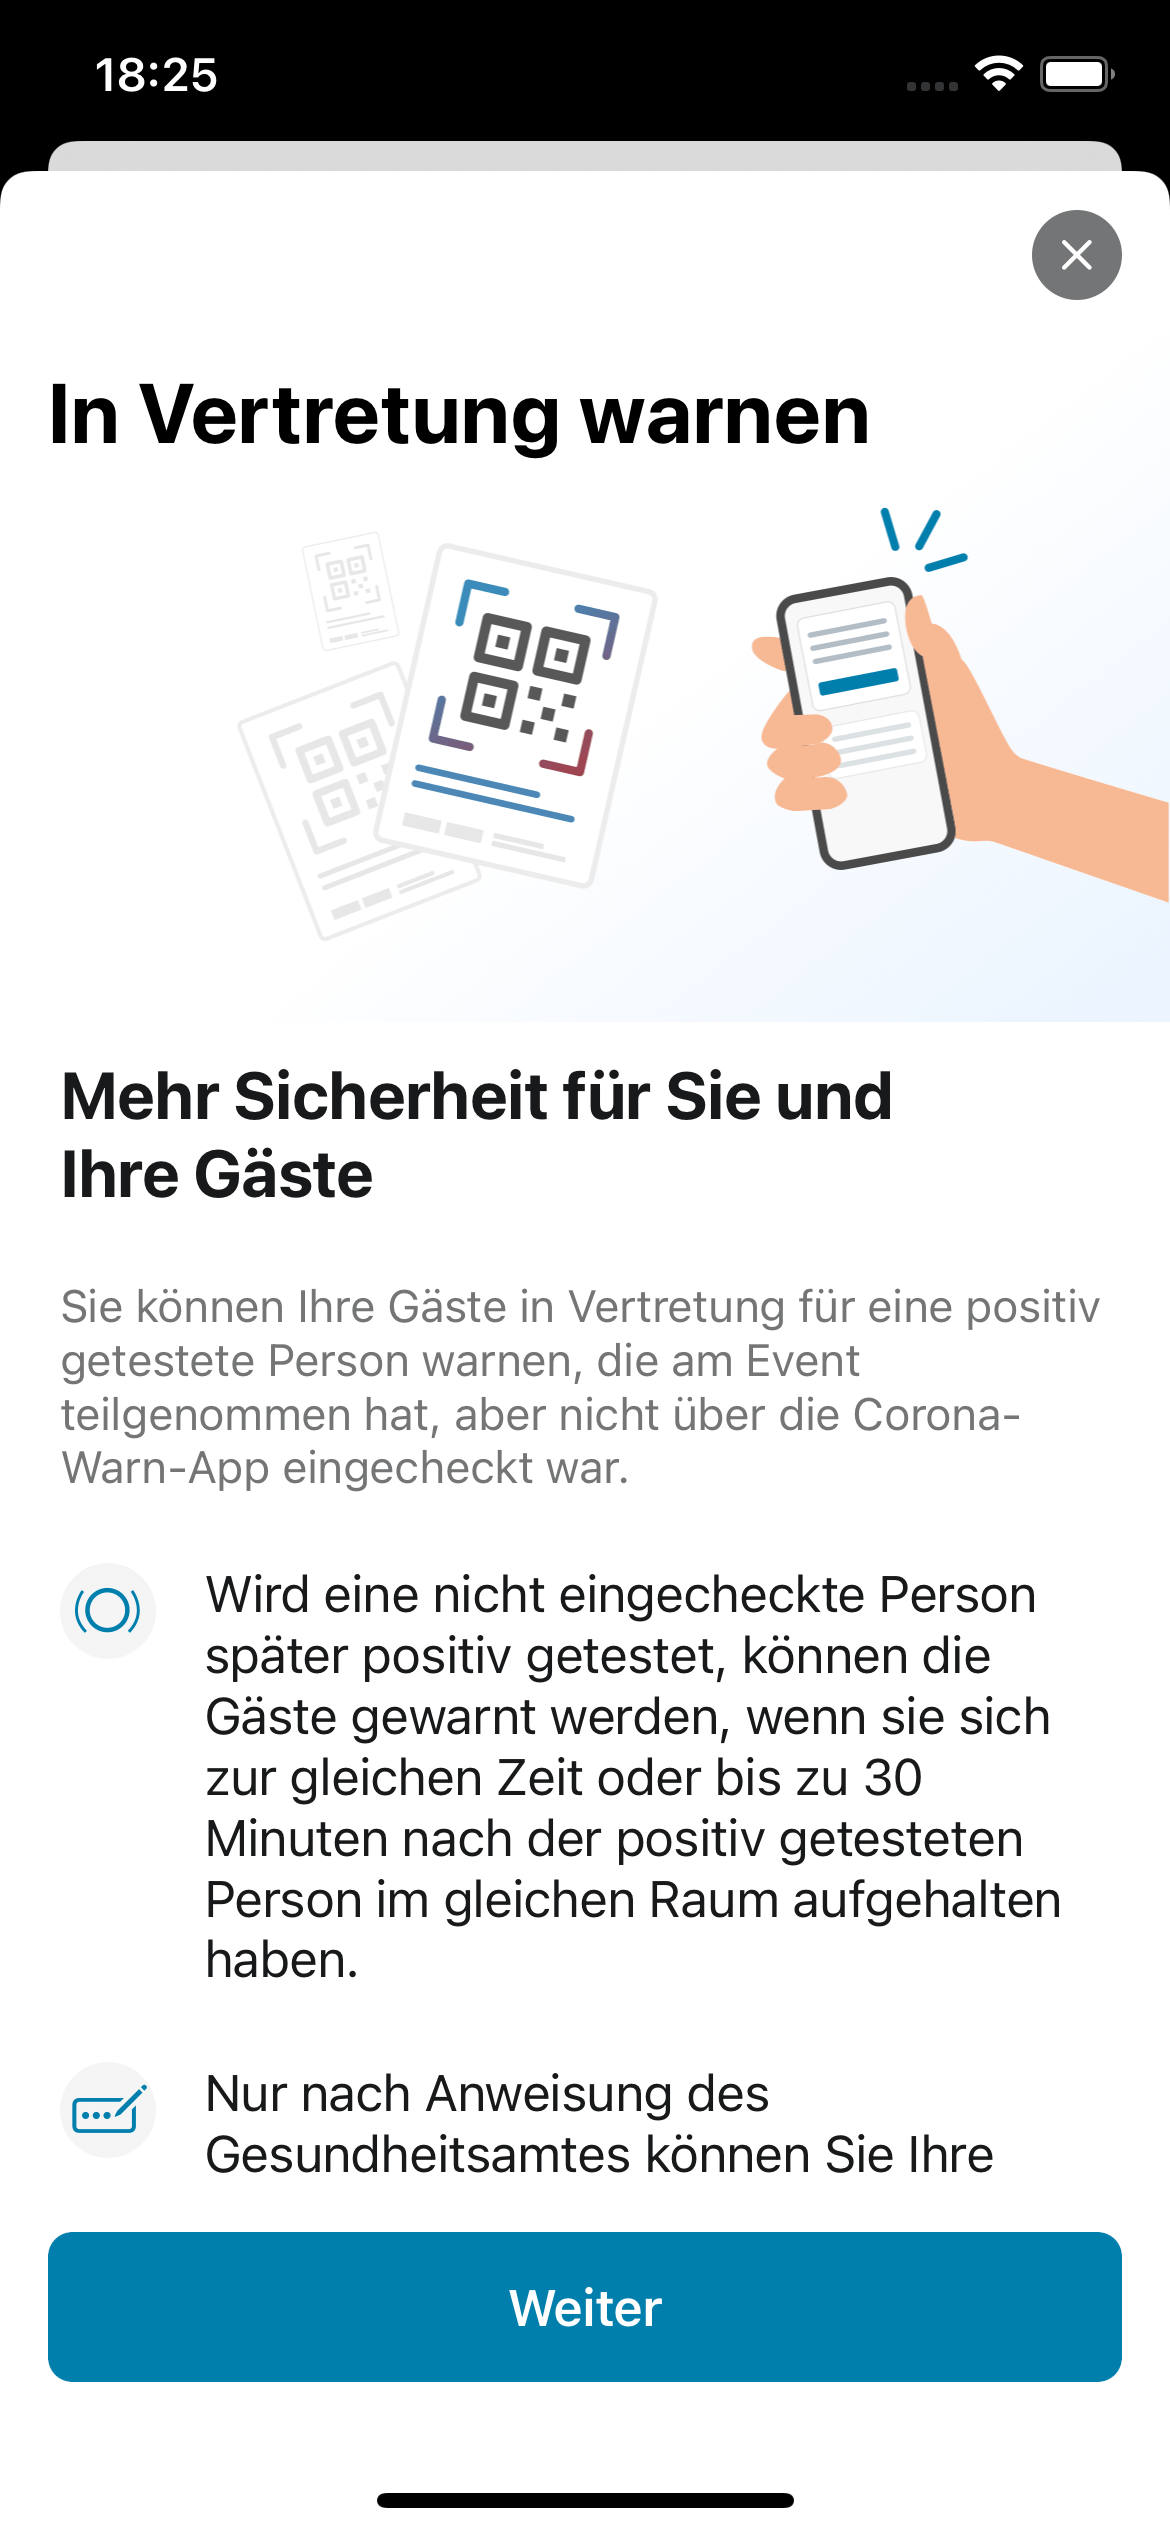 18:25
In Vertretung warnen
Mehr Sicherheit für Sie und
Ihre Gäste
Sie können Ihre Gäste in Vertretung für eine positiv
getestete Person warnen, die am Event
teilgenommen hat, aber nicht über die Corona-
Warn-App eingecheckt war.
Wird eine nicht eingecheckte Person
später positiv getestet, können die
Gäste gewarnt werden, wenn sie sich
zur gleichen Zeit oder bis zu 30
Minuten nach der positiv getesteten
Person im gleichen Raum aufgehalten
haben.
Nur nach Anweisung des
Gesundheitsamtes können Sie Ihre
Weiter